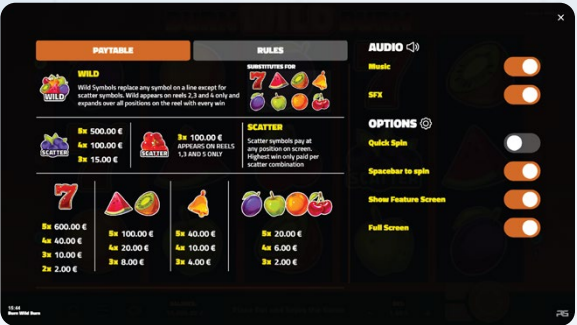 PAYTABLE
RULES
WILD
Wild Symbols replace any symbol on a line except for
scatter symbols. Wild appears on reels 2,3 and 4 only and
expands over all positions on the reel with every win
SUBSTITUTES FOR
WILD
5x 500.00 €
4x 100.00 €
3x 15.00 €
SCATTER
3x 100.00 €
APPEARS ON REELS
1,3 AND 5 ONLY
SCATTER
SCATTER
Scatter symbols pay at
any position on screen.
Highest win only paid per
scatter combination
5x 600.00 €
4x 40.00 €
3x 10.00 €
2x 2.00 €
5x 100.00 €
4x 20.00 €
3x 8.00 €
5x 40.00 €
4x 10.00 €
3x 4.00 €
5x 20.00 €
4x 6.00 €
3x 2.00 €
AUDIO
Music
SFX
OPTIONS
Quick Spin
Spacebar to spin
Show Feature Screen
Full Screen
15:44
Burn Wild Burn